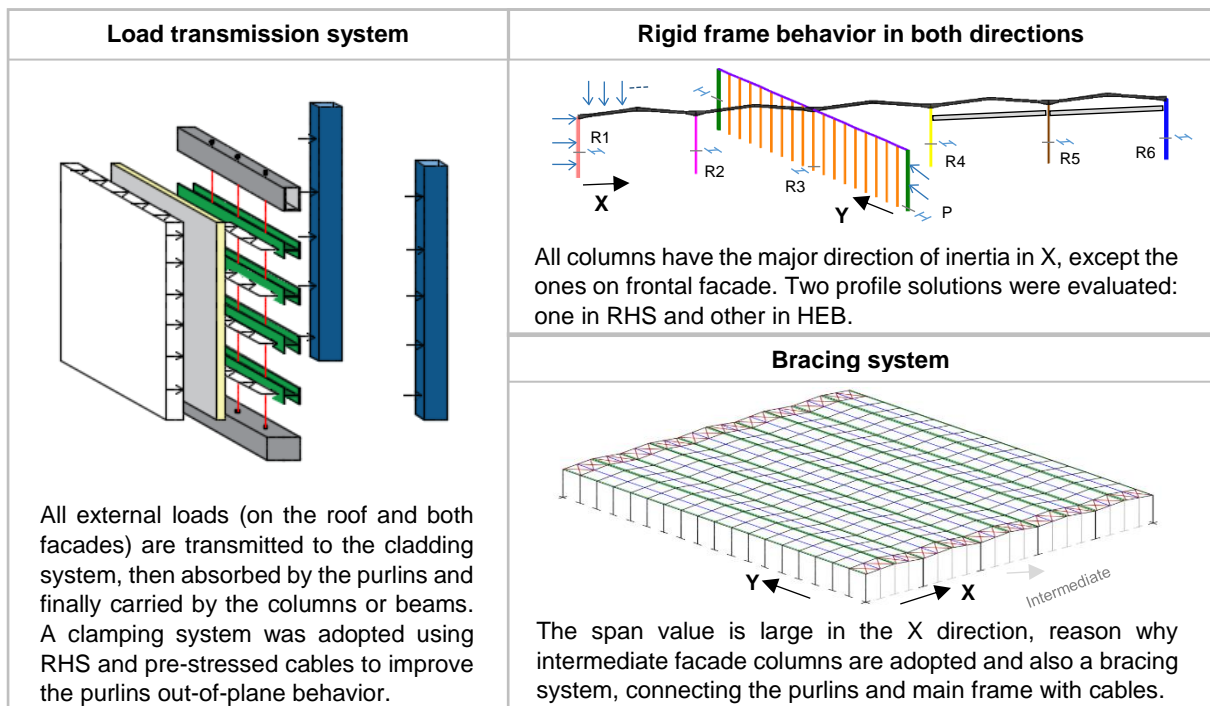 Load transmission system
All external loads (on the roof and both
facades) are transmitted to the cladding
system, then absorbed by the purlins and
finally carried by the columns or beams.
A clamping system was adopted using
RHS and pre-stressed cables to improve
the purlins out-of-plane behavior.
Rigid frame behavior in both directions
R1
R2
R3
R4
R5
R6
X
Y
P
All columns have the major direction of inertia in X, except the
ones on frontal facade. Two profile solutions were evaluated:
one in RHS and other in HEB.
Bracing system
Y
X
Intermediate
The span value is large in the X direction, reason why
intermediate facade columns are adopted and also a bracing
system, connecting the purlins and main frame with cables.